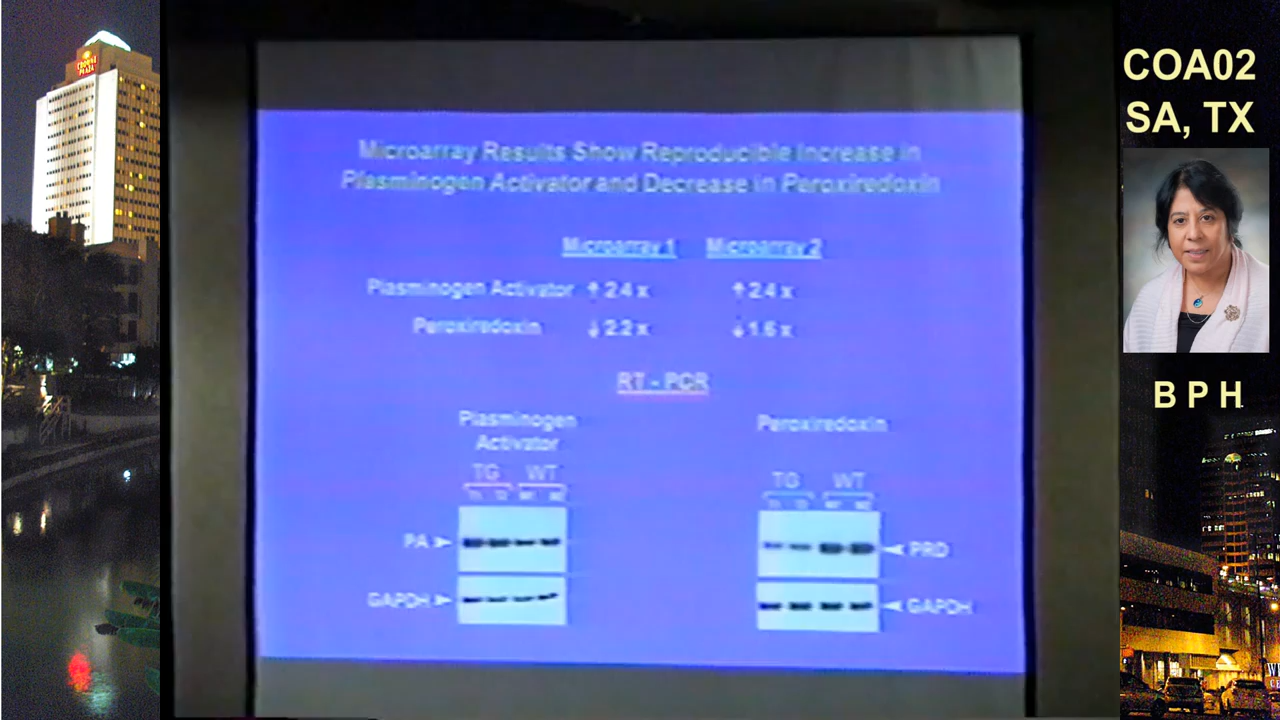 CROWNE
PLAZA
COA02
SA, TX
B P H
Microarray Results Show Reproducible Increase in
Plasminogen Activator and Decrease in Peroxiredoxin
Microarray 1 Microarray 2
Plasminogen Activator ↑ 2.4 x ↑ 2.4 x
Peroxiredoxin ↓ 2.2 x ↓ 1.6 x
RT - PCR
Plasminogen
Activator
Peroxiredoxin
TG WT
TG WT
PA
PRD
GAPDH
GAPDH